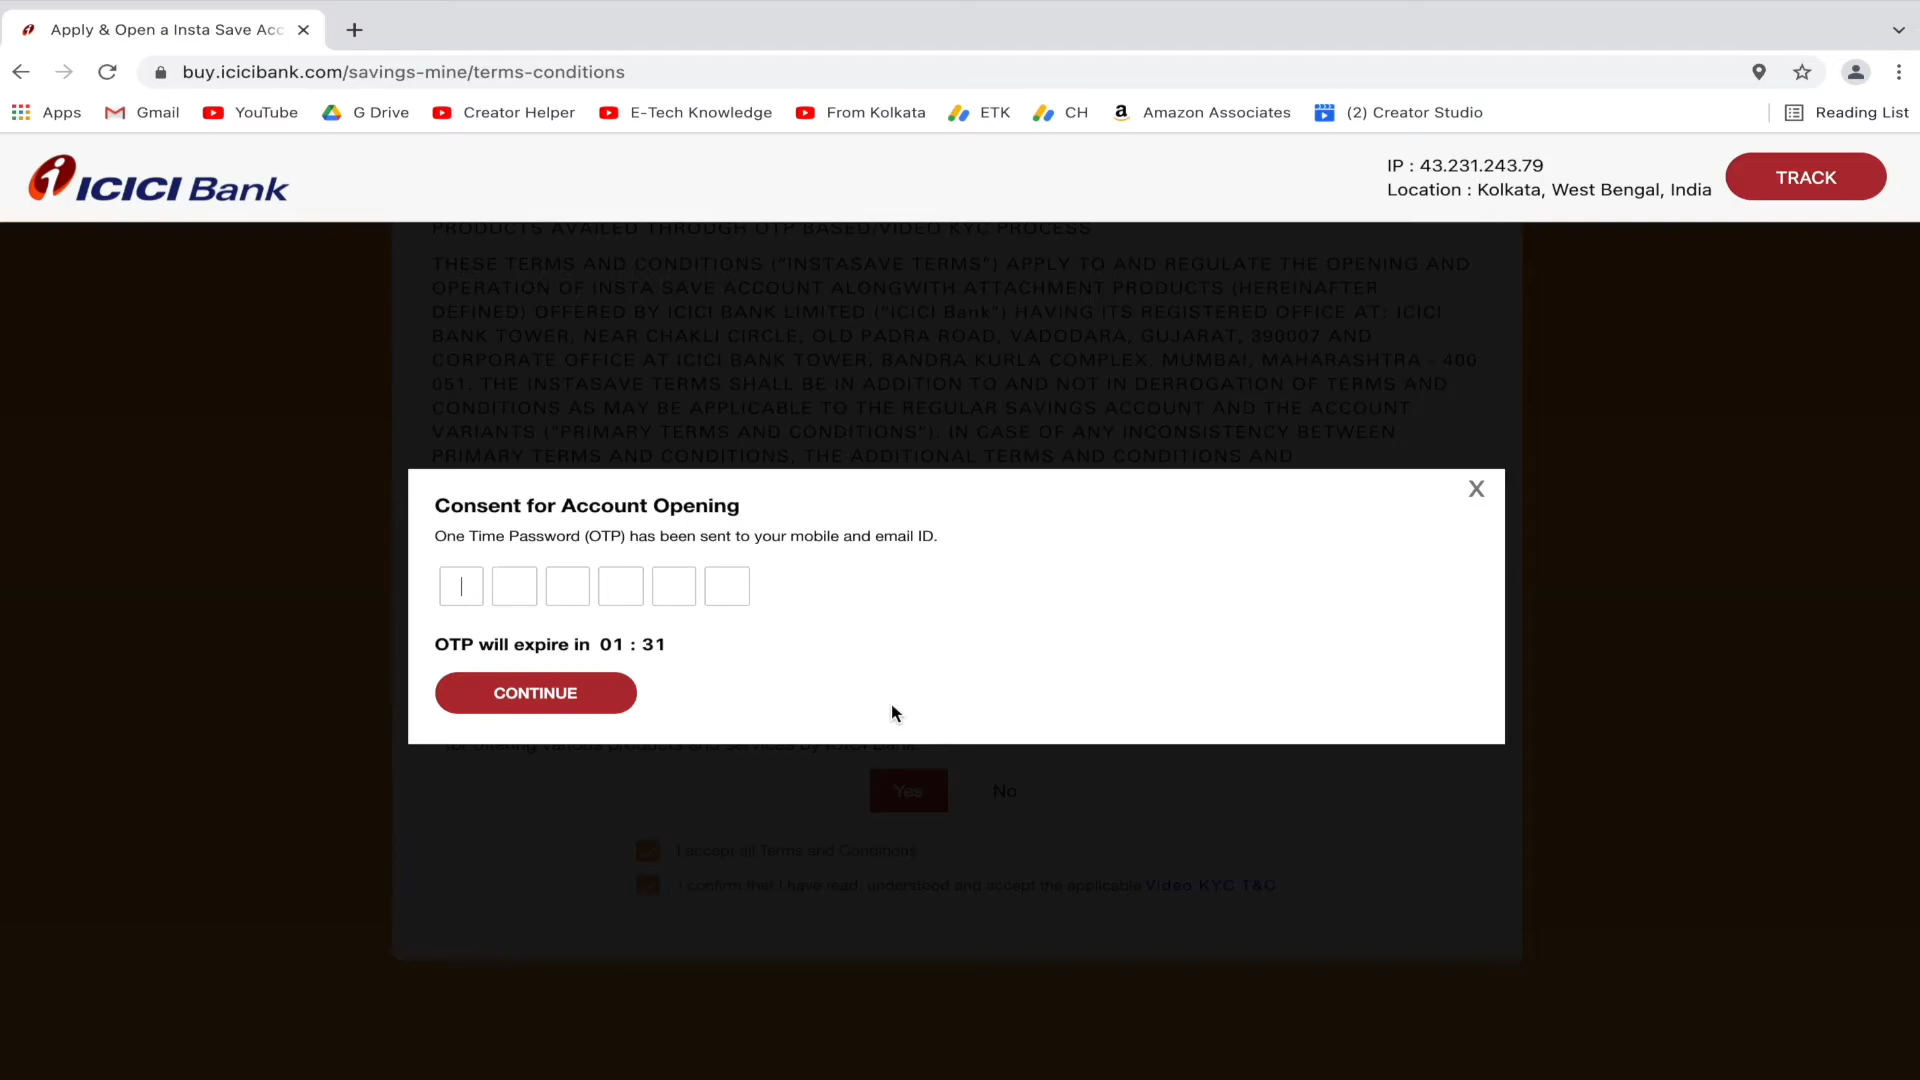 Apply & Open a Insta Save Acc
buy.icicibank.com/savings-mine/terms-conditions
Apps Gmail YouTube G Drive Creator Helper E-Tech Knowledge From Kolkata ETK CH Amazon Associates (2) Creator Studio Reading List
ICICI Bank
IP : 43.231.243.79
Location : Kolkata, West Bengal, India
TRACK
PRODUCTS AVAILED THROUGH OTP BASED/VIDEO KYC PROCESS
THESE TERMS AND CONDITIONS ("INSTASAVE TERMS") APPLY TO AND REGULATE THE OPENING AND
OPERATION OF INSTA SAVE ACCOUNT ALONGWITH ATTACHMENT PRODUCTS (HEREINAFTER
DEFINED) OFFERED BY ICICI BANK LIMITED ("ICICI Bank") HAVING ITS REGISTERED OFFICE AT: ICICI
BANK TOWER, NEAR CHAKLI CIRCLE, OLD PADRA ROAD, VADODARA, GUJARAT, 390007 AND
CORPORATE OFFICE AT ICICI BANK TOWER, BANDRA KURLA COMPLEX, MUMBAI, MAHARASHTRA - 400
051. THE INSTASAVE TERMS SHALL BE IN ADDITION TO AND NOT IN DERROGATION OF TERMS AND
CONDITIONS AS MAY BE APPLICABLE TO THE REGULAR SAVINGS ACCOUNT AND THE ACCOUNT
VARIANTS ("PRIMARY TERMS AND CONDITIONS"). IN CASE OF ANY INCONSISTENCY BETWEEN
PRIMARY TERMS AND CONDITIONS, THE ADDITIONAL TERMS AND CONDITIONS AND
X
Consent for Account Opening
One Time Password (OTP) has been sent to your mobile and email ID.
OTP will expire in 01 : 31
CONTINUE
for offering various products and services by ICICI Bank.
Yes No
I accept all Terms and Conditions
I confirm that I have read, understood and accept the applicable Video KYC T&C